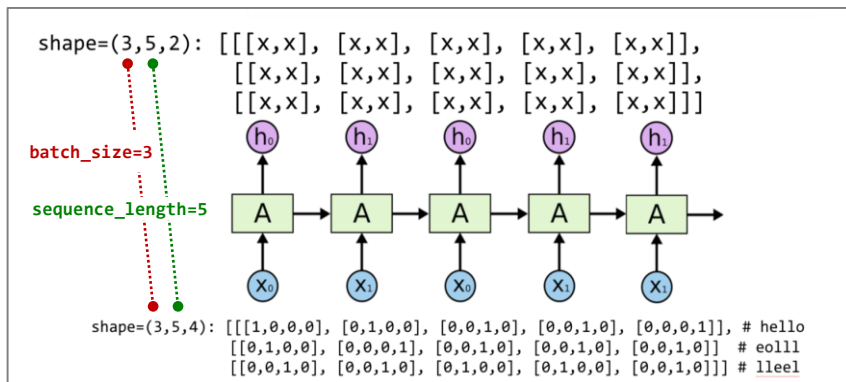 shape=(3,5,2): [[[x,x], [x,x], [x,x], [x,x], [x,x]],
[[x,x], [x,x], [x,x], [x,x], [x,x]],
[[x,x], [x,x], [x,x], [x,x], [x,x]]]
h₀ h₁ h₀ h₁ h₁
batch_size=3
sequence_length=5
A A A A A
x₀ x₁ x₀ x₁ x₁
shape=(3,5,4): [[[1,0,0,0], [0,1,0,0], [0,0,1,0], [0,0,1,0], [0,0,0,1]], # hello
[[0,1,0,0], [0,0,0,1], [0,0,1,0], [0,0,1,0], [0,0,1,0]] # eolll
[[0,0,1,0], [0,0,1,0], [0,1,0,0], [0,1,0,0], [0,0,1,0]]] # lleel